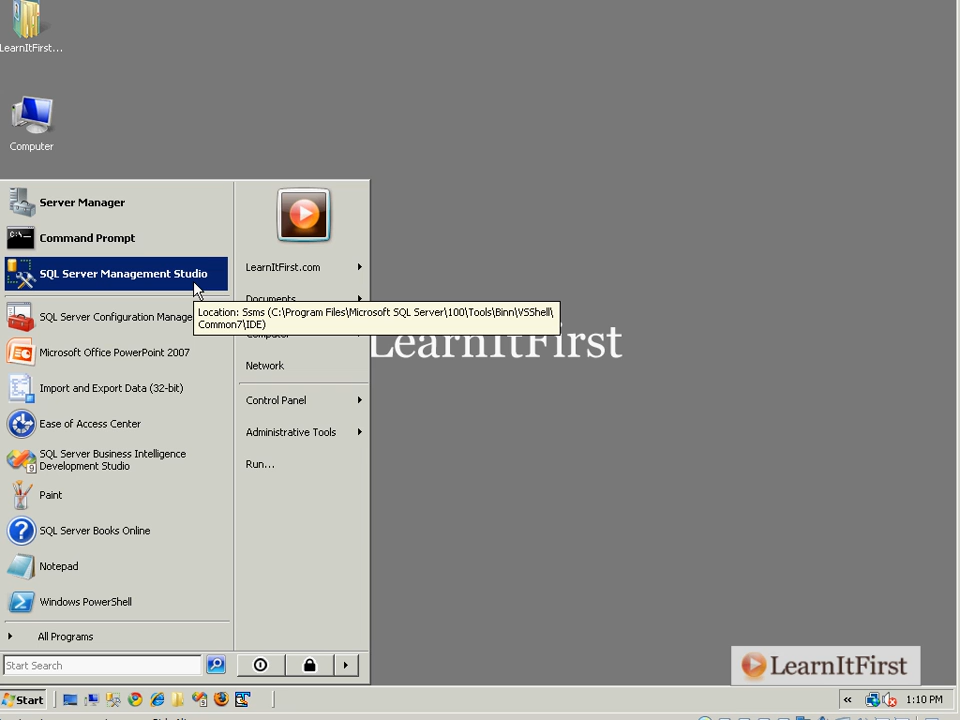 LearnItFirst...
Computer
Server Manager
Command Prompt
SQL Server Management Studio
SQL Server Configuration Manage
Microsoft Office PowerPoint 2007
Import and Export Data (32-bit)
Ease of Access Center
SQL Server Business Intelligence
Development Studio
Paint
SQL Server Books Online
Notepad
Windows PowerShell
All Programs
Start Search
LearnItFirst.com
Documents
Location: Ssms (C:\Program Files\Microsoft SQL Server\100\Tools\Binn\VSShell\
Common7\IDE)
Computer
Network
Control Panel
Administrative Tools
Run...
LearnItFirst
LearnItFirst
Start
1:10 PM